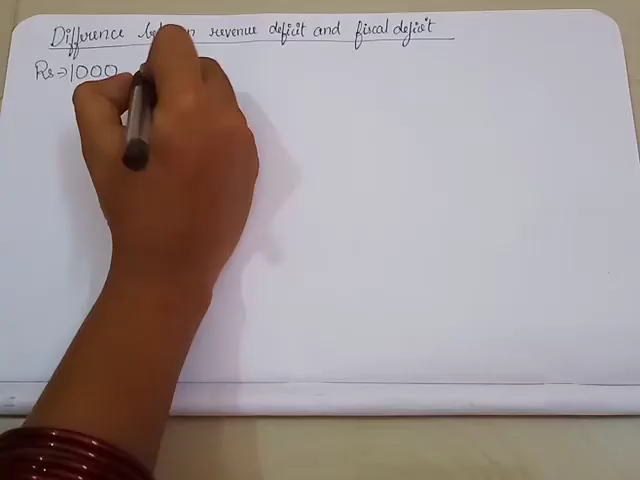 Difference revenue deficit and fiscal deficit
Rs → 1000